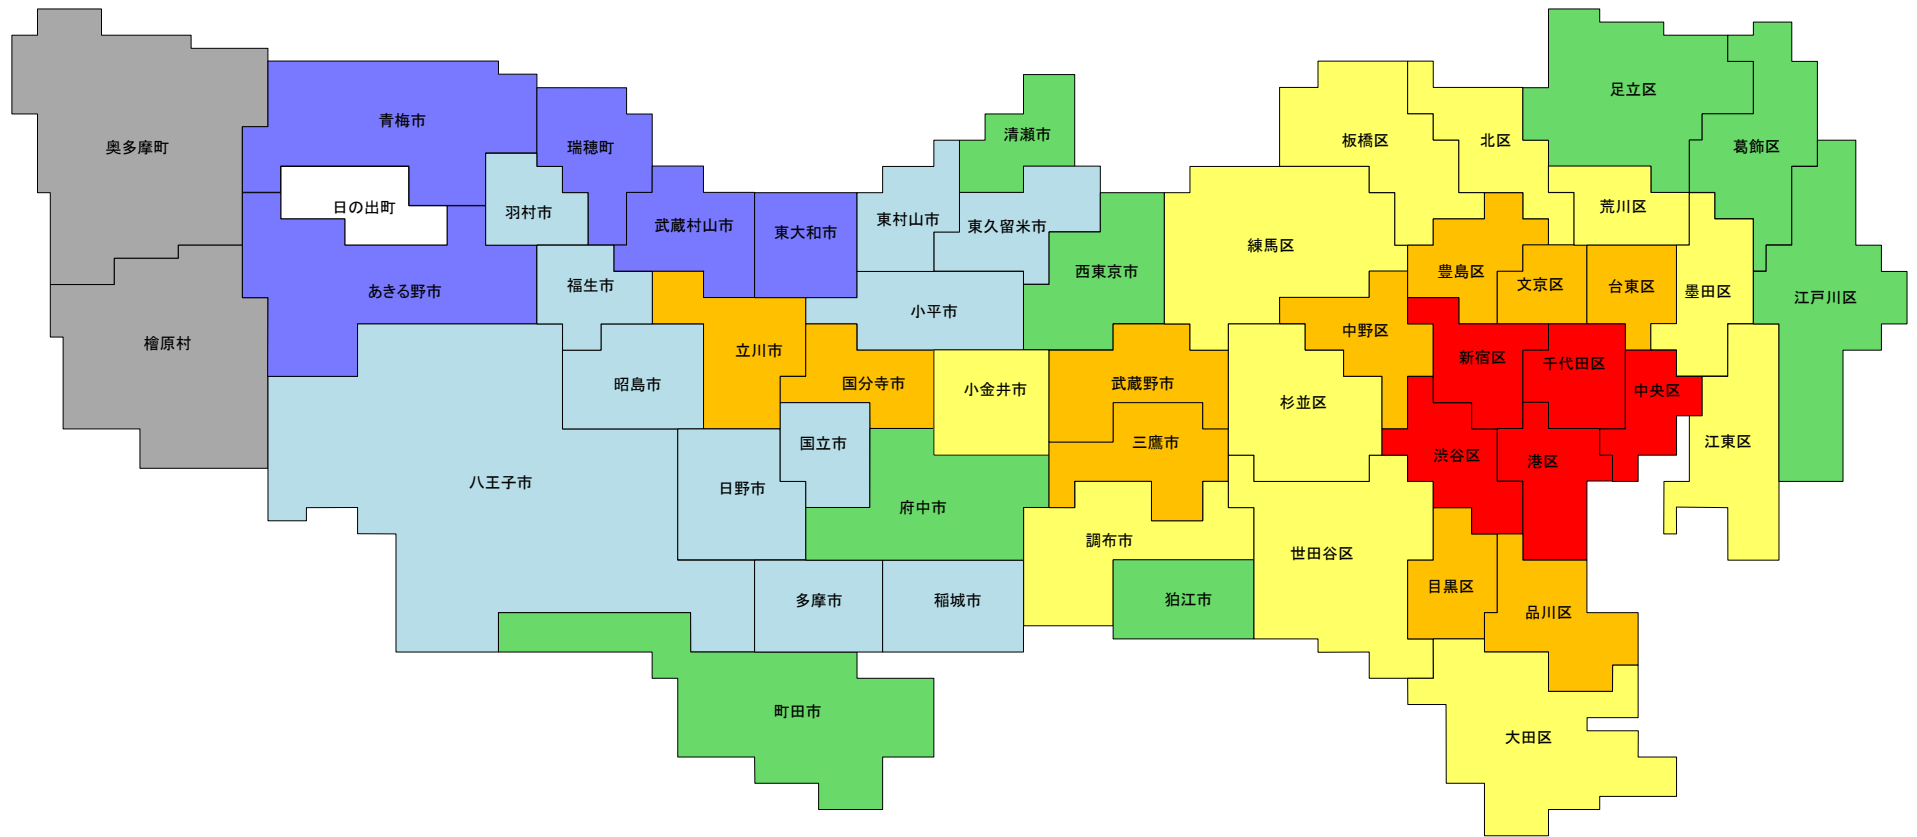 足立区
青梅市
清瀬市
板橋区
北区
奥多摩町
瑞穂町
葛飾区
日の出町
羽村市
武蔵村山市
東大和市
東村山市
東久留米市
荒川区
練馬区
西東京市
豊島区
文京区
台東区
墨田区
江戸川区
あきる野市
福生市
小平市
中野区
檜原村
立川市
新宿区
千代田区
昭島市
国分寺市
小金井市
武蔵野市
杉並区
中央区
国立市
三鷹市
渋谷区
港区
江東区
八王子市
日野市
府中市
調布市
世田谷区
目黒区
多摩市
稲城市
狛江市
品川区
町田市
大田区